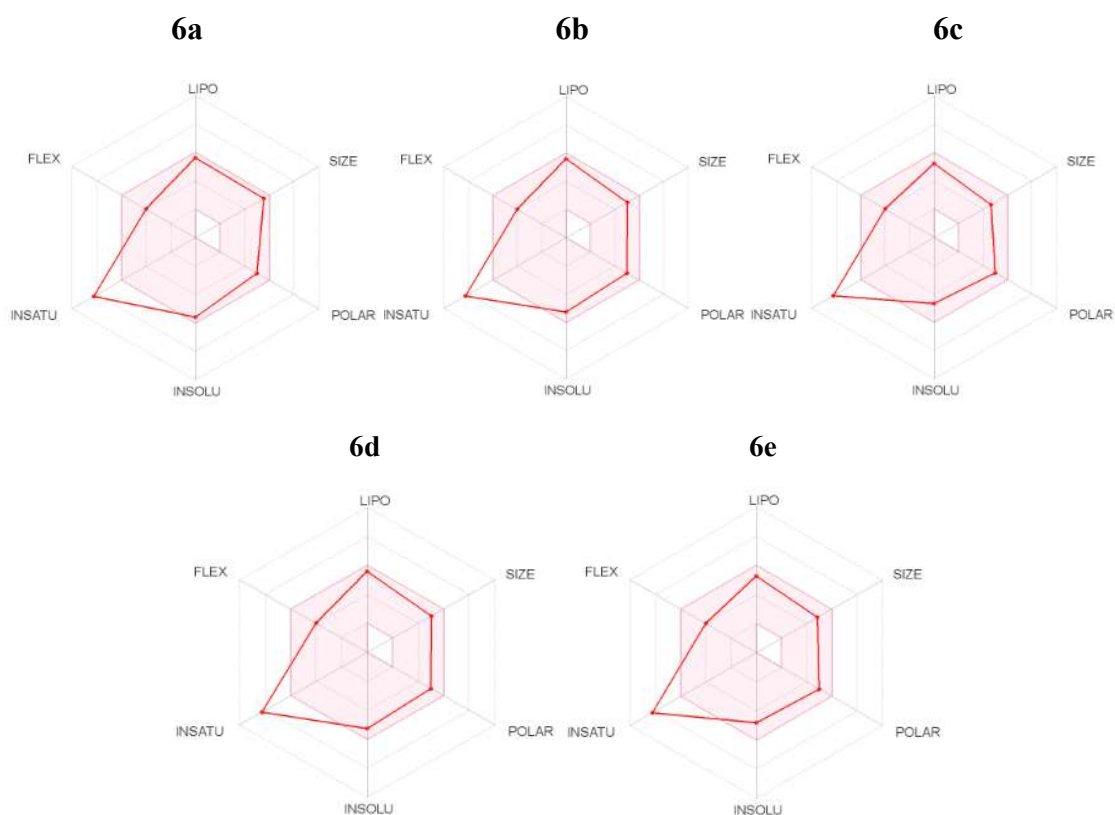 6a
6b
6c
LIPO
LIPO
LIPO
FLEX
SIZE
FLEX
SIZE
FLEX
SIZE
INSATU
POLAR
INSATU
POLAR
INSATU
POLAR
INSOLU
INSOLU
INSOLU
6d
6e
LIPO
LIPO
FLEX
SIZE
FLEX
SIZE
INSATU
POLAR
INSATU
POLAR
INSOLU
INSOLU